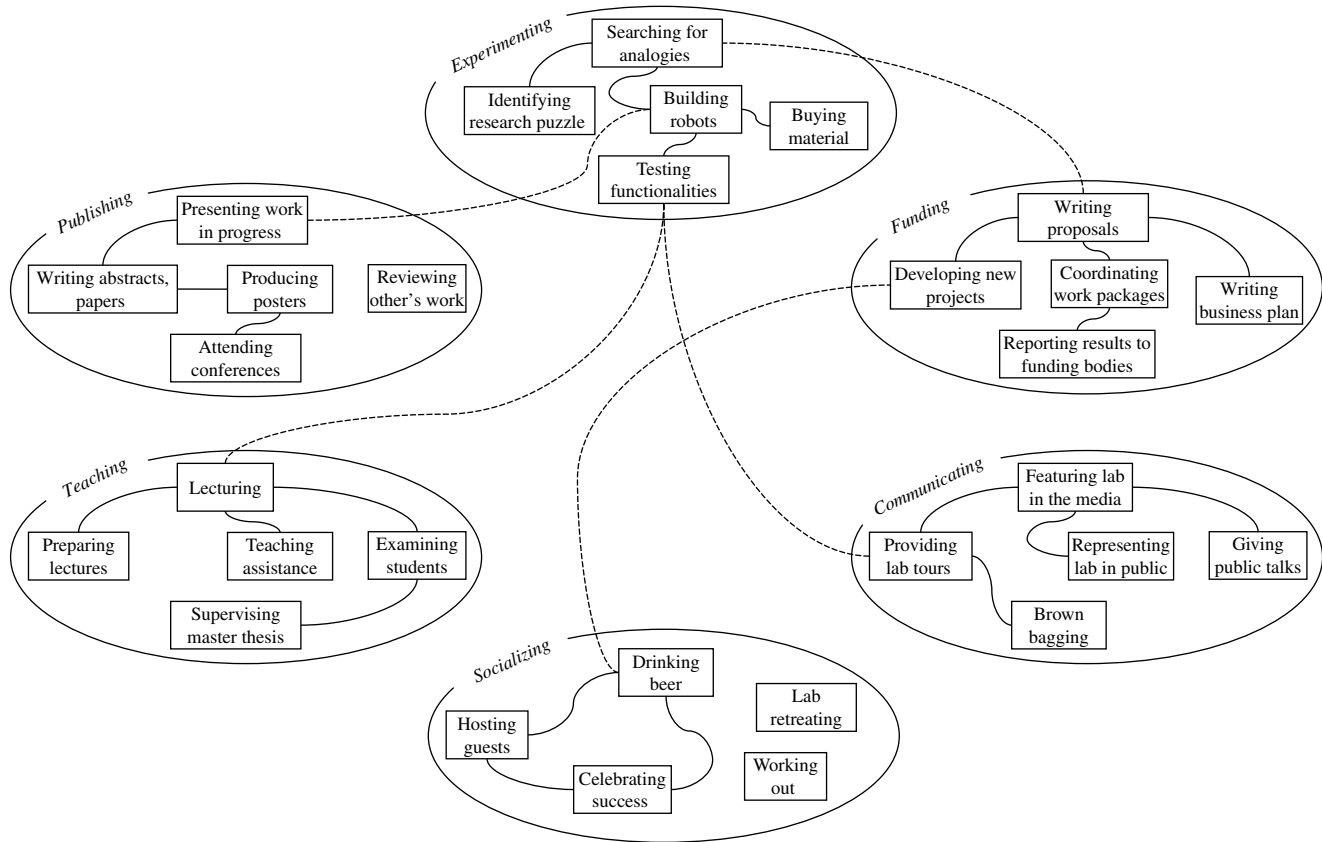 Experimenting
Searching for
analogies
Identifying
research puzzle
Building
robots
Buying
material
Testing
functionalities
Publishing
Presenting work
in progress
Writing abstracts,
papers
Producing
posters
Reviewing
other’s work
Attending
conferences
Funding
Writing
proposals
Developing new
projects
Coordinating
work packages
Writing
business plan
Reporting results to
funding bodies
Teaching
Lecturing
Preparing
lectures
Teaching
assistance
Examining
students
Supervising
master thesis
Communicating
Featuring lab
in the media
Providing
lab tours
Representing
lab in public
Giving
public talks
Brown
bagging
Socializing
Drinking
beer
Lab
retreating
Hosting
guests
Working
out
Celebrating
success